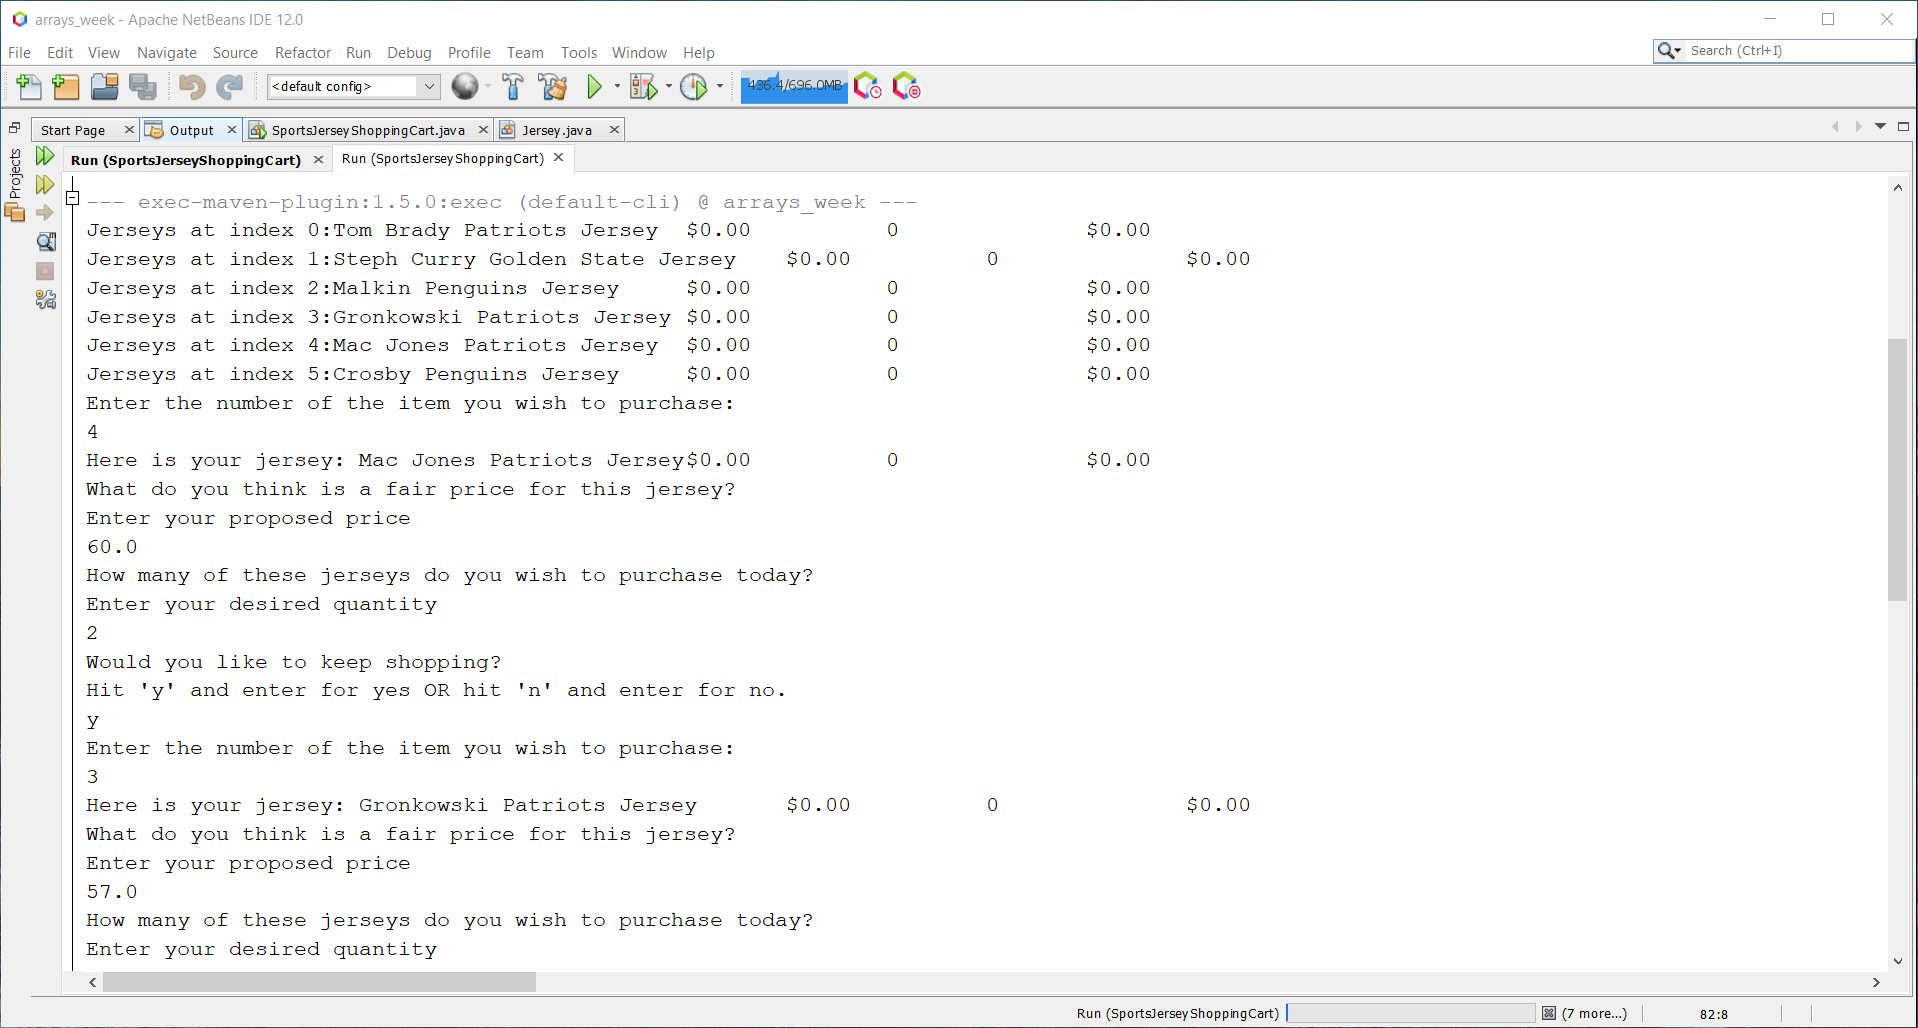 arrays_week - Apache NetBeans IDE 12.0
File Edit View Navigate Source Refactor Run Debug Profile Team Tools Window Help
Search (Ctrl+I)
<default config>
436.4/696.0MB
Start Page
Output
SportsJerseyShoppingCart.java
Jersey.java
Projects
Run (SportsJerseyShoppingCart)
Run (SportsJerseyShoppingCart)
--- exec-maven-plugin:1.5.0:exec (default-cli) @ arrays_week ---
Jerseys at index 0:Tom Brady Patriots Jersey $0.00 0 $0.00
Jerseys at index 1:Steph Curry Golden State Jersey $0.00 0 $0.00
Jerseys at index 2:Malkin Penguins Jersey $0.00 0 $0.00
Jerseys at index 3:Gronkowski Patriots Jersey $0.00 0 $0.00
Jerseys at index 4:Mac Jones Patriots Jersey $0.00 0 $0.00
Jerseys at index 5:Crosby Penguins Jersey $0.00 0 $0.00
Enter the number of the item you wish to purchase:
4
Here is your jersey: Mac Jones Patriots Jersey$0.00 0 $0.00
What do you think is a fair price for this jersey?
Enter your proposed price
60.0
How many of these jerseys do you wish to purchase today?
Enter your desired quantity
2
Would you like to keep shopping?
Hit 'y' and enter for yes OR hit 'n' and enter for no.
y
Enter the number of the item you wish to purchase:
3
Here is your jersey: Gronkowski Patriots Jersey $0.00 0 $0.00
What do you think is a fair price for this jersey?
Enter your proposed price
57.0
How many of these jerseys do you wish to purchase today?
Enter your desired quantity
Run (SportsJerseyShoppingCart)
(7 more...)
82:8